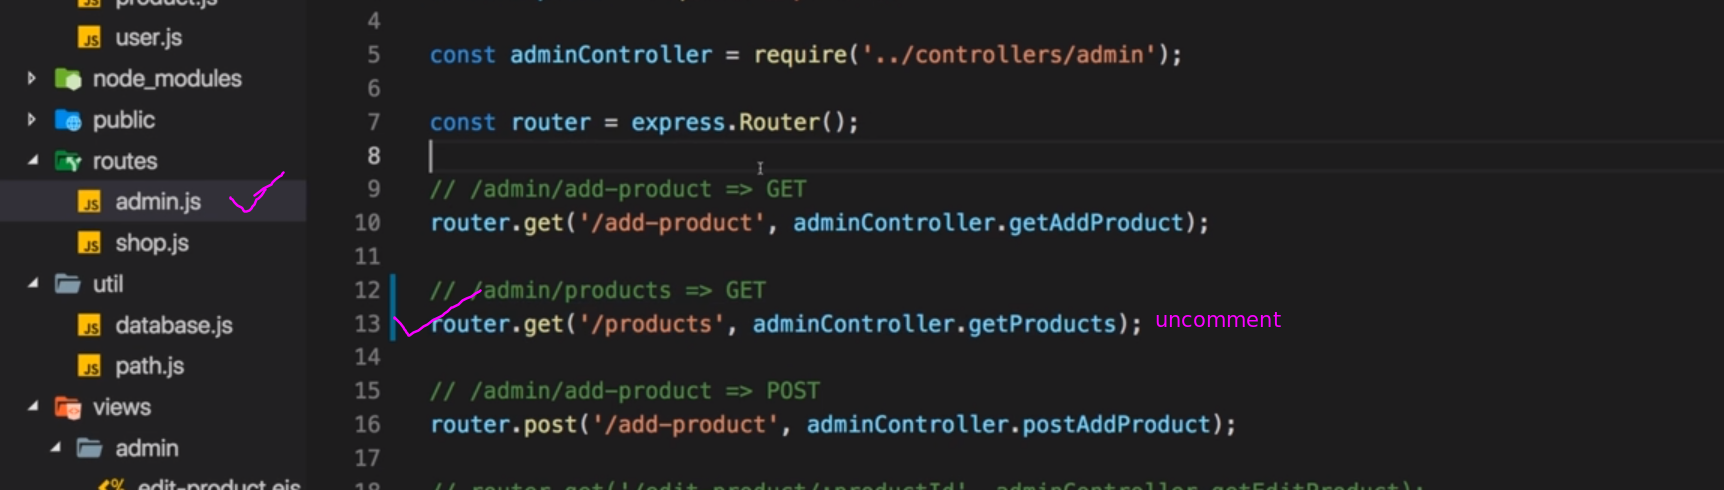 product.js
user.js
node_modules
public
routes
admin.js
shop.js
util
database.js
path.js
views
admin
edit-product.ejs
4
5 const adminController = require('../controllers/admin');
6
7 const router = express.Router();
8
9 // /admin/add-product => GET
10 router.get('/add-product', adminController.getAddProduct);
11
12 // /admin/products => GET
13 router.get('/products', adminController.getProducts); uncomment
14
15 // /admin/add-product => POST
16 router.post('/add-product', adminController.postAddProduct);
17
18 // router.get('/edit-product/:productId', adminController.getEditProduct);